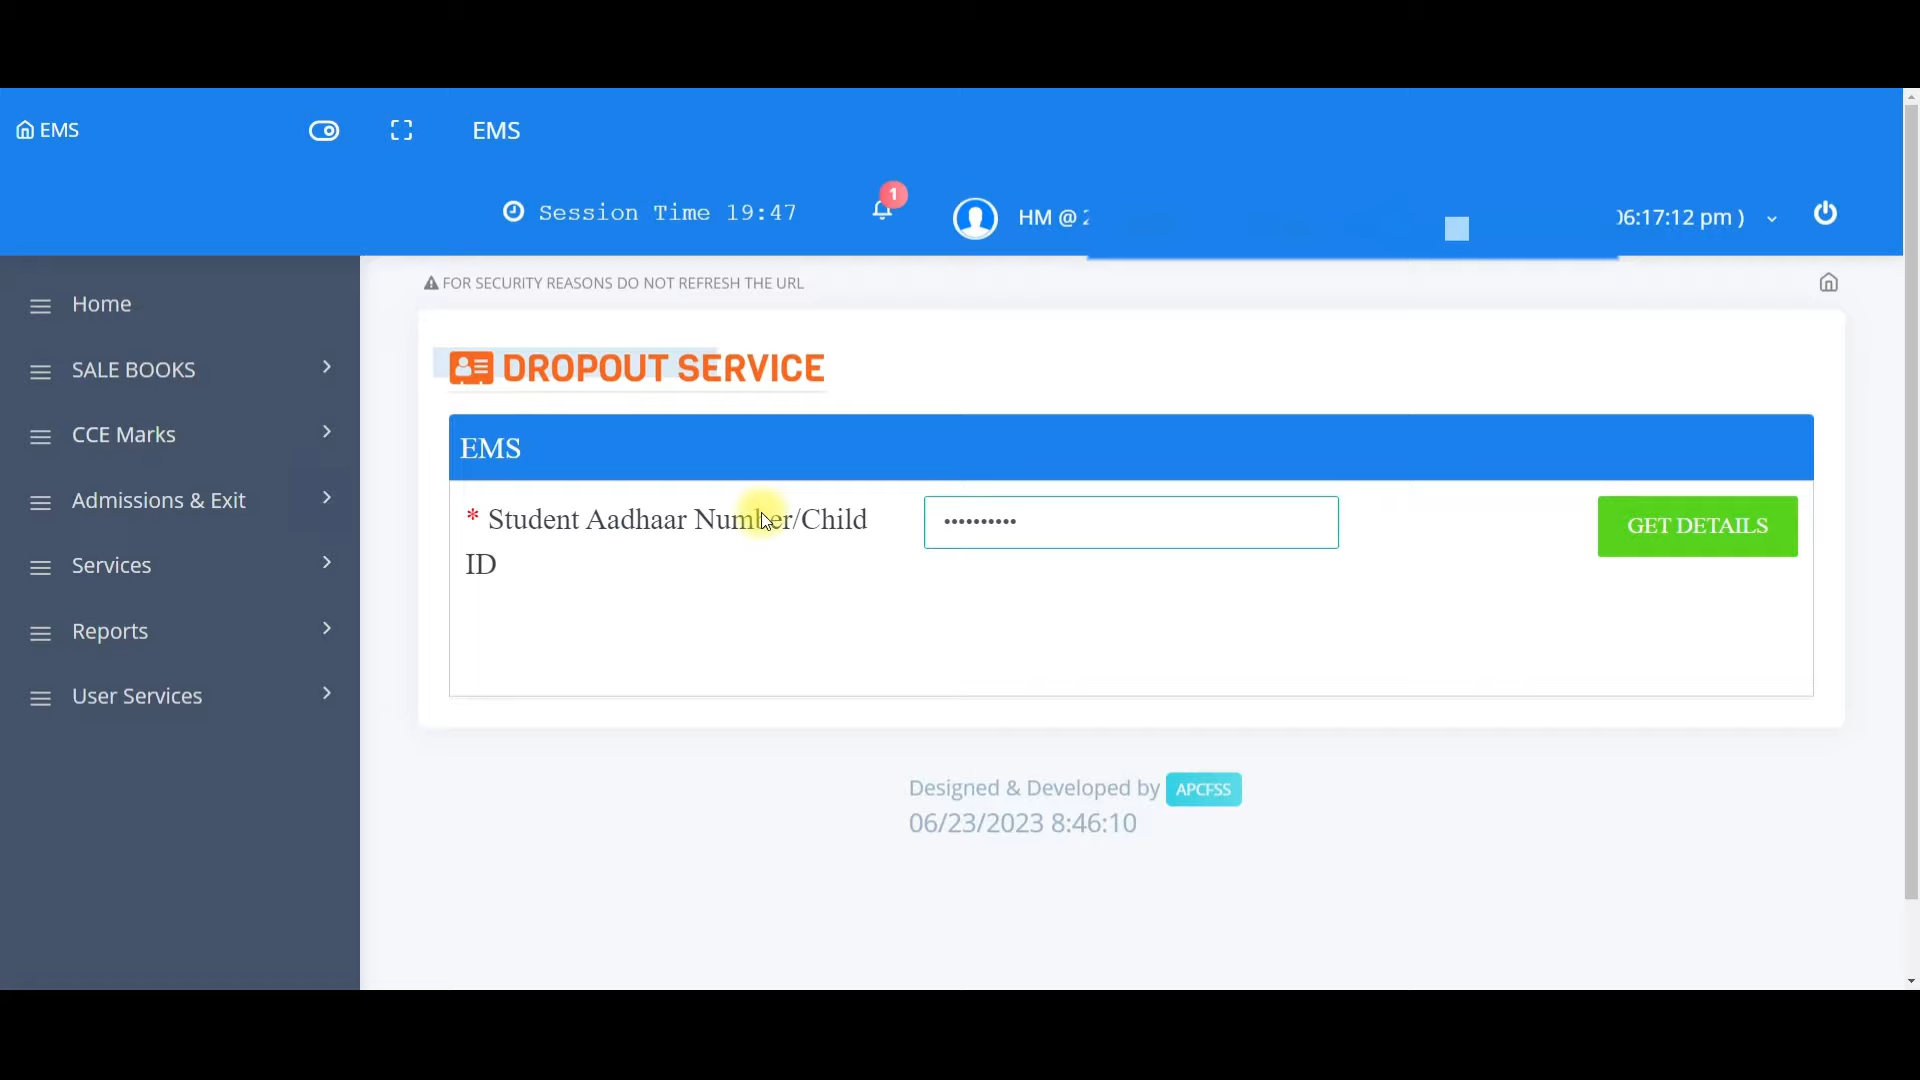 EMS
EMS
Session Time 19:47
1
HM @
06:17:12 pm )
Home
SALE BOOKS
CCE Marks
Admissions & Exit
Services
Reports
User Services
FOR SECURITY REASONS DO NOT REFRESH THE URL
DROPOUT SERVICE
EMS
* Student Aadhaar Number/Child
ID
••••••••••
GET DETAILS
Designed & Developed by APCFSS
06/23/2023 8:46:10